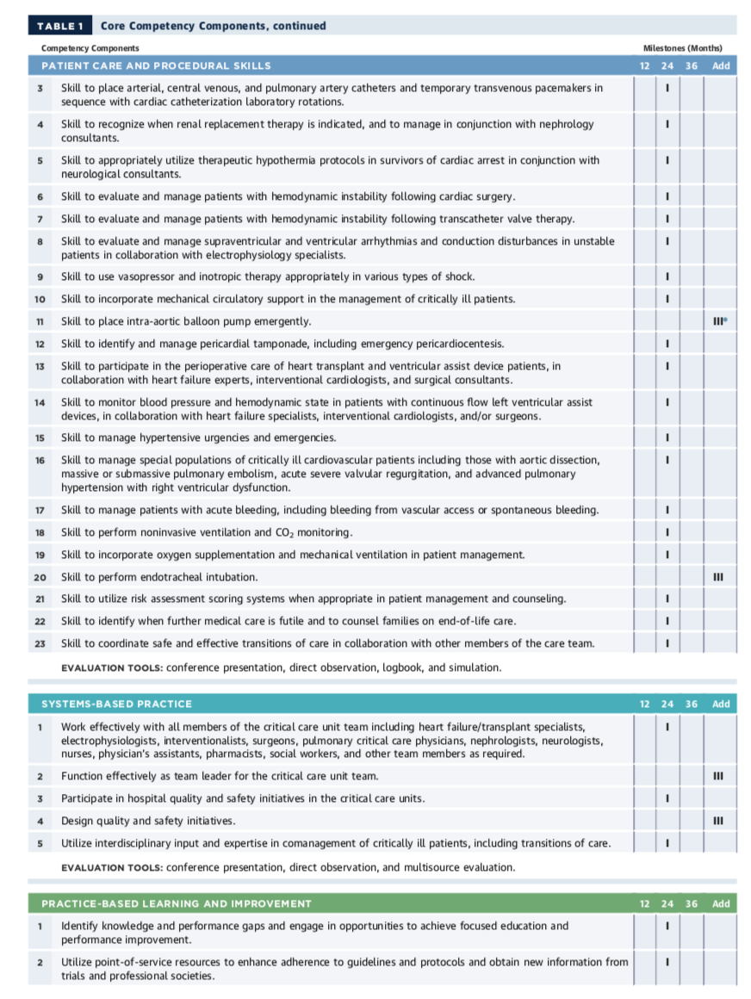 TABLE 1 Core Competency Components, continued
Competency Components Milestones (Months)
PATIENT CARE AND PROCEDURAL SKILLS 12 24 36 Add
3 Skill to place arterial, central venous, and pulmonary artery catheters and temporary transvenous pacemakers in I
sequence with cardiac catheterization laboratory rotations.
4 Skill to recognize when renal replacement therapy is indicated, and to manage in conjunction with nephrology I
consultants.
5 Skill to appropriately utilize therapeutic hypothermia protocols in survivors of cardiac arrest in conjunction with I
neurological consultants.
6 Skill to evaluate and manage patients with hemodynamic instability following cardiac surgery. I
7 Skill to evaluate and manage patients with hemodynamic instability following transcatheter valve therapy. I
8 Skill to evaluate and manage supraventricular and ventricular arrhythmias and conduction disturbances in unstable I
patients in collaboration with electrophysiology specialists.
9 Skill to use vasopressor and inotropic therapy appropriately in various types of shock. I
10 Skill to incorporate mechanical circulatory support in the management of critically ill patients. I
11 Skill to place intra-aortic balloon pump emergently. III*
12 Skill to identify and manage pericardial tamponade, including emergency pericardiocentesis. I
13 Skill to participate in the perioperative care of heart transplant and ventricular assist device patients, in I
collaboration with heart failure experts, interventional cardiologists, and surgical consultants.
14 Skill to monitor blood pressure and hemodynamic state in patients with continuous flow left ventricular assist I
devices, in collaboration with heart failure specialists, interventional cardiologists, and/or surgeons.
15 Skill to manage hypertensive urgencies and emergencies. I
16 Skill to manage special populations of critically ill cardiovascular patients including those with aortic dissection, I
massive or submassive pulmonary embolism, acute severe valvular regurgitation, and advanced pulmonary
hypertension with right ventricular dysfunction.
17 Skill to manage patients with acute bleeding, including bleeding from vascular access or spontaneous bleeding. I
18 Skill to perform noninvasive ventilation and CO₂ monitoring. I
19 Skill to incorporate oxygen supplementation and mechanical ventilation in patient management. I
20 Skill to perform endotracheal intubation. III
21 Skill to utilize risk assessment scoring systems when appropriate in patient management and counseling. I
22 Skill to identify when further medical care is futile and to counsel families on end-of-life care. I
23 Skill to coordinate safe and effective transitions of care in collaboration with other members of the care team. I
EVALUATION TOOLS: conference presentation, direct observation, logbook, and simulation.
SYSTEMS-BASED PRACTICE 12 24 36 Add
1 Work effectively with all members of the critical care unit team including heart failure/transplant specialists, I
electrophysiologists, interventionalists, surgeons, pulmonary critical care physicians, nephrologists, neurologists,
nurses, physician's assistants, pharmacists, social workers, and other team members as required.
2 Function effectively as team leader for the critical care unit team. III
3 Participate in hospital quality and safety initiatives in the critical care units. I
4 Design quality and safety initiatives. III
5 Utilize interdisciplinary input and expertise in comanagement of critically ill patients, including transitions of care. I
EVALUATION TOOLS: conference presentation, direct observation, and multisource evaluation.
PRACTICE-BASED LEARNING AND IMPROVEMENT 12 24 36 Add
1 Identify knowledge and performance gaps and engage in opportunities to achieve focused education and I
performance improvement.
2 Utilize point-of-service resources to enhance adherence to guidelines and protocols and obtain new information from I
trials and professional societies.